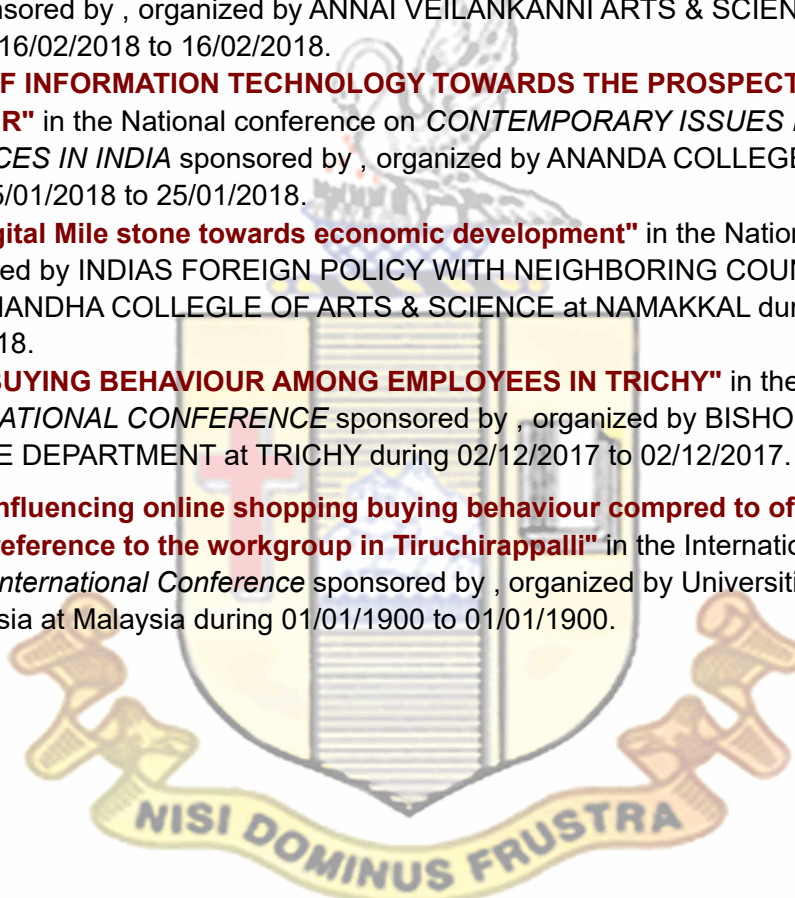 nsored by , organized by ANNAI VEILANKANNI ARTS & SCIEN
16/02/2018 to 16/02/2018.
F INFORMATION TECHNOLOGY TOWARDS THE PROSPECT
R" in the National conference on CONTEMPORARY ISSUES
CES IN INDIA sponsored by , organized by ANANDA COLLEGE
5/01/2018 to 25/01/2018.
gital Mile stone towards economic development" in the Nation
ed by INDIAS FOREIGN POLICY WITH NEIGHBORING COUN
NANDHA COLLEGLE OF ARTS & SCIENCE at NAMAKKAL du
18.
BUYING BEHAVIOUR AMONG EMPLOYEES IN TRICHY" in the
ATIONAL CONFERENCE sponsored by , organized by BISHO
E DEPARTMENT at TRICHY during 02/12/2017 to 02/12/2017.
nfluencing online shopping buying behaviour compred to of
reference to the workgroup in Tiruchirappalli" in the Internatio
nternational Conference sponsored by , organized by Universiti
sia at Malaysia during 01/01/1900 to 01/01/1900.
NISI DOMINUS FRUSTRA